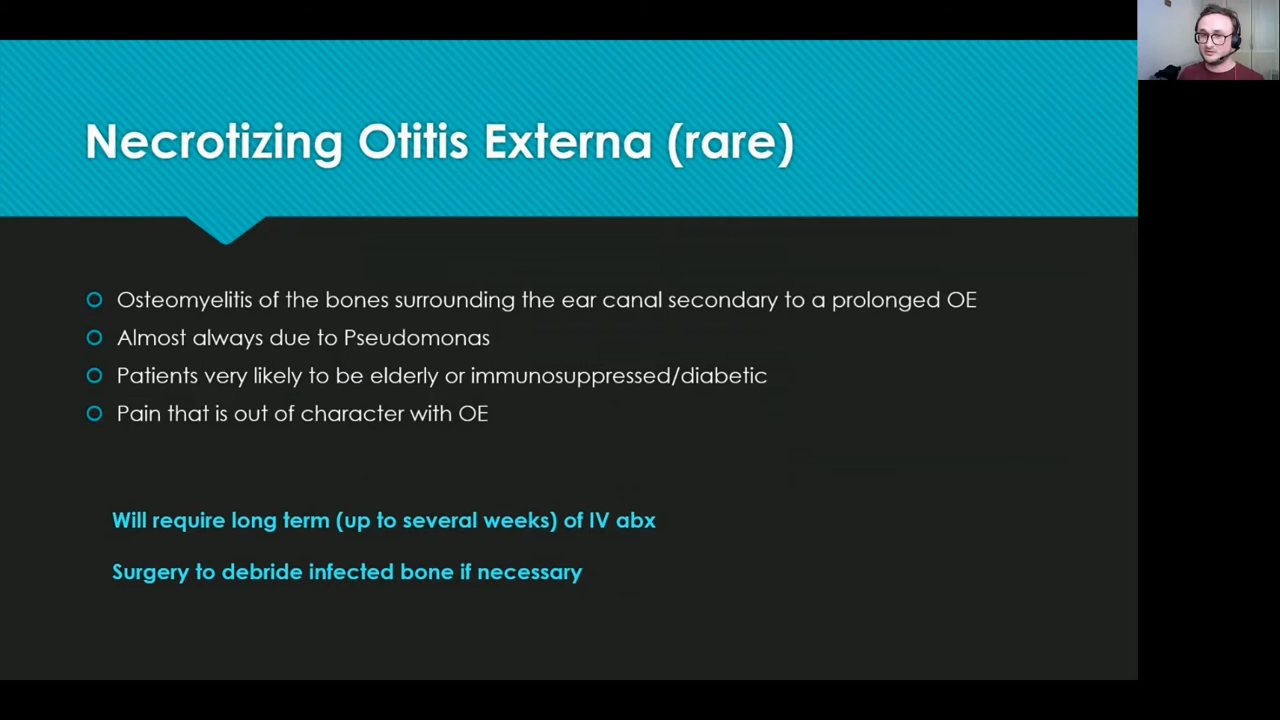 Necrotizing Otitis Externa (rare)
Osteomyelitis of the bones surrounding the ear canal secondary to a prolonged OE
Almost always due to Pseudomonas
Patients very likely to be elderly or immunosuppressed/diabetic
Pain that is out of character with OE
Will require long term (up to several weeks) of IV abx
Surgery to debride infected bone if necessary